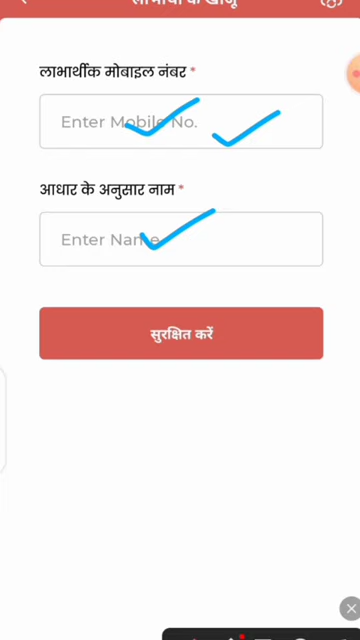 लाभार्थीक मोबाइल नंबर *
Enter Mobile No.
आधार के अनुसार नाम *
Enter Name
सुरक्षित करें